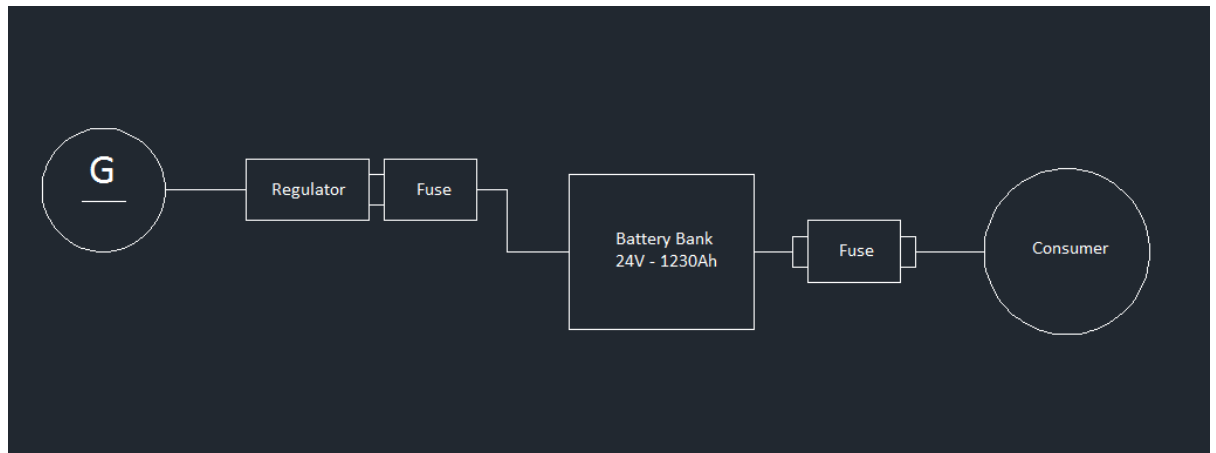 G
Regulator
Fuse
Battery Bank
24V - 1230Ah
Fuse
Consumer